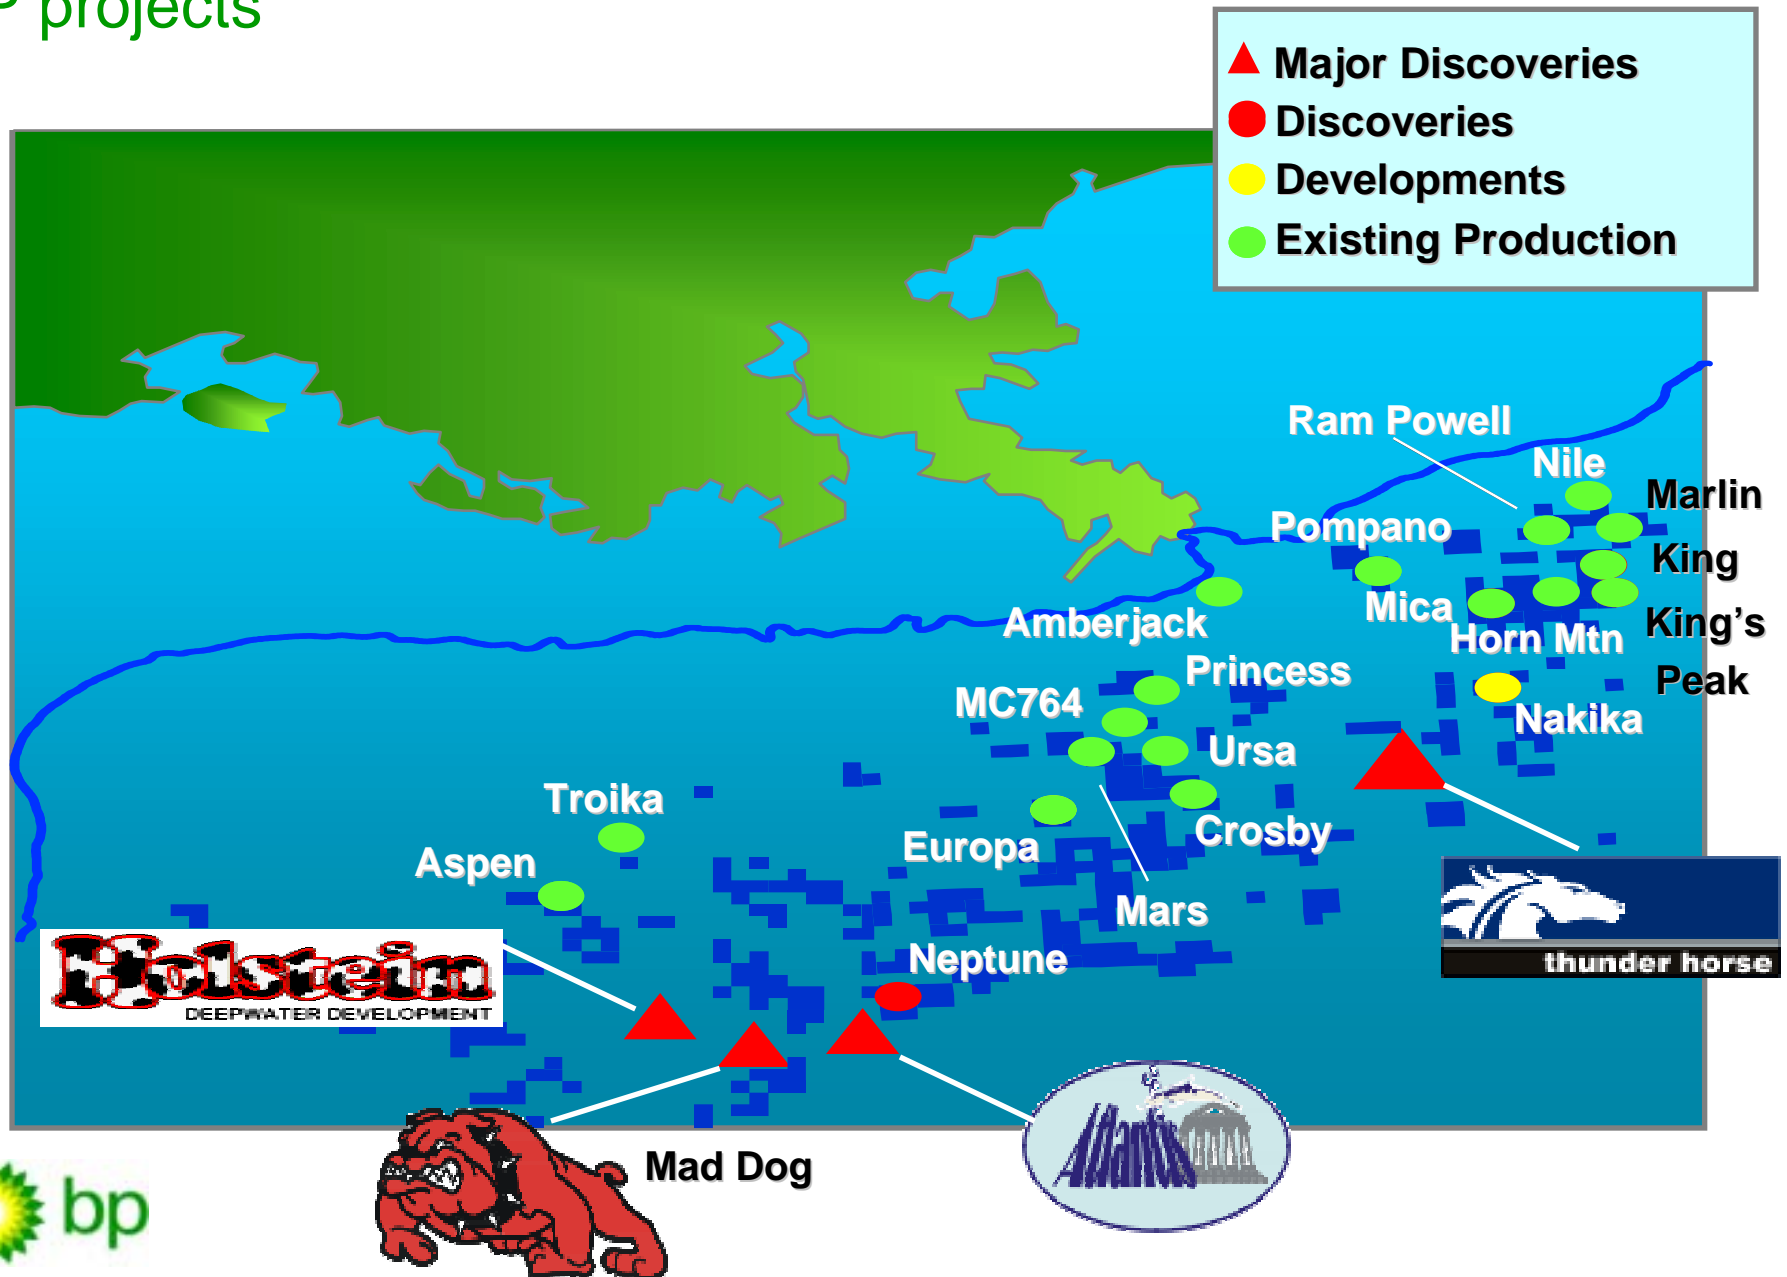 P projects
Major Discoveries
Discoveries
Developments
Existing Production
Ram Powell
Nile
Marlin
Pompano
King
Mica
Amberjack
Horn Mtn
King's
Peak
Princess
MC764
Nakika
Ursa
Troika
Crosby
Europa
Aspen
Mars
Neptune
Holstein
DEEPWATER DEVELOPMENT
thunder horse
Atlantis
Mad Dog
bp